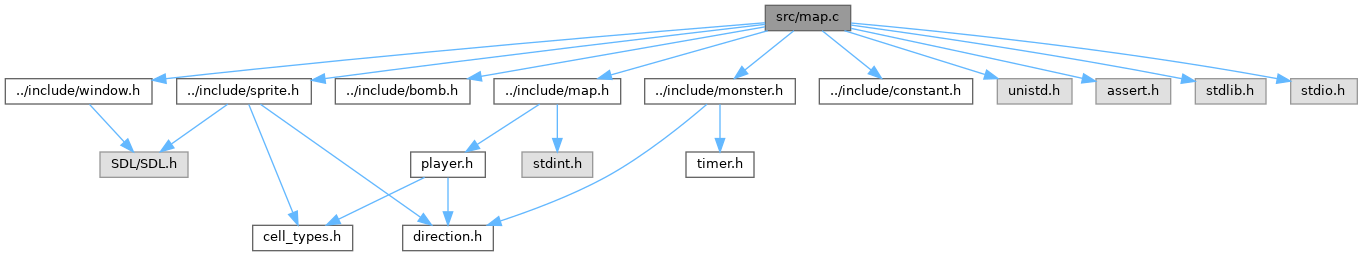 src/map.c
../include/window.h
../include/sprite.h
../include/bomb.h
../include/map.h
../include/monster.h
../include/constant.h
unistd.h
assert.h
stdlib.h
stdio.h
SDL/SDL.h
player.h
stdint.h
timer.h
cell_types.h
direction.h